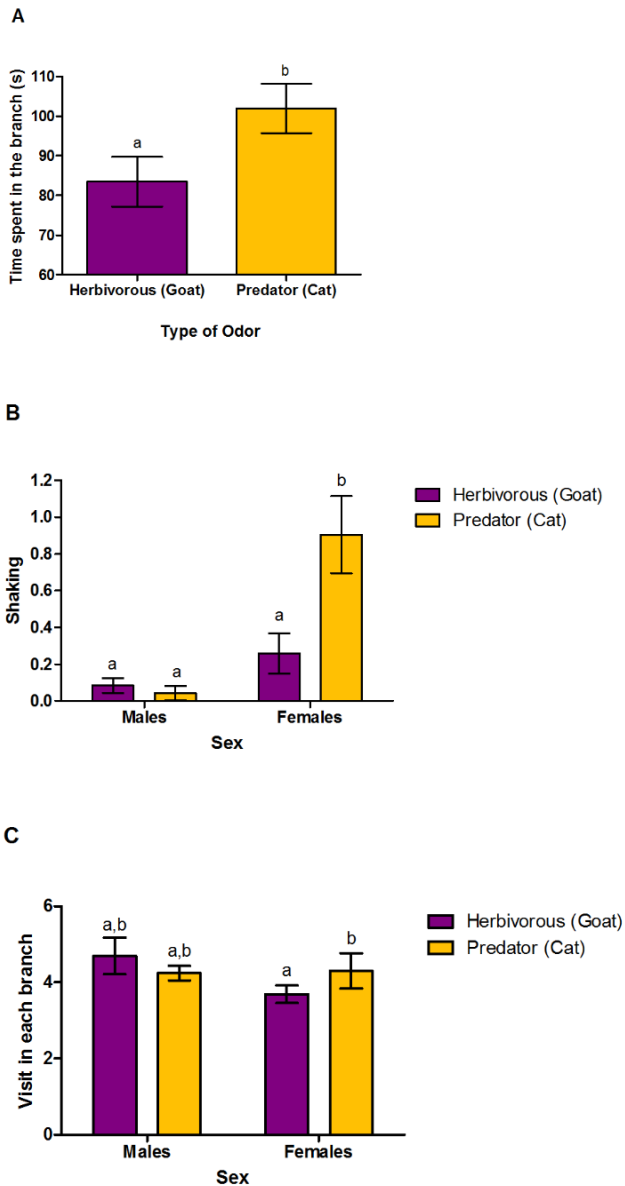 A
Time spent in the branch (s)
110
100
90
80
70
60
a
b
Herbivorous (Goat)
Predator (Cat)
Type of Odor
B
Shaking
1.2
1.0
0.8
0.6
0.4
0.2
0.0
a
a
a
b
Males
Females
Sex
Herbivorous (Goat)
Predator (Cat)
C
Visit in each branch
6
4
2
0
a,b
a,b
a
b
Males
Females
Sex
Herbivorous (Goat)
Predator (Cat)